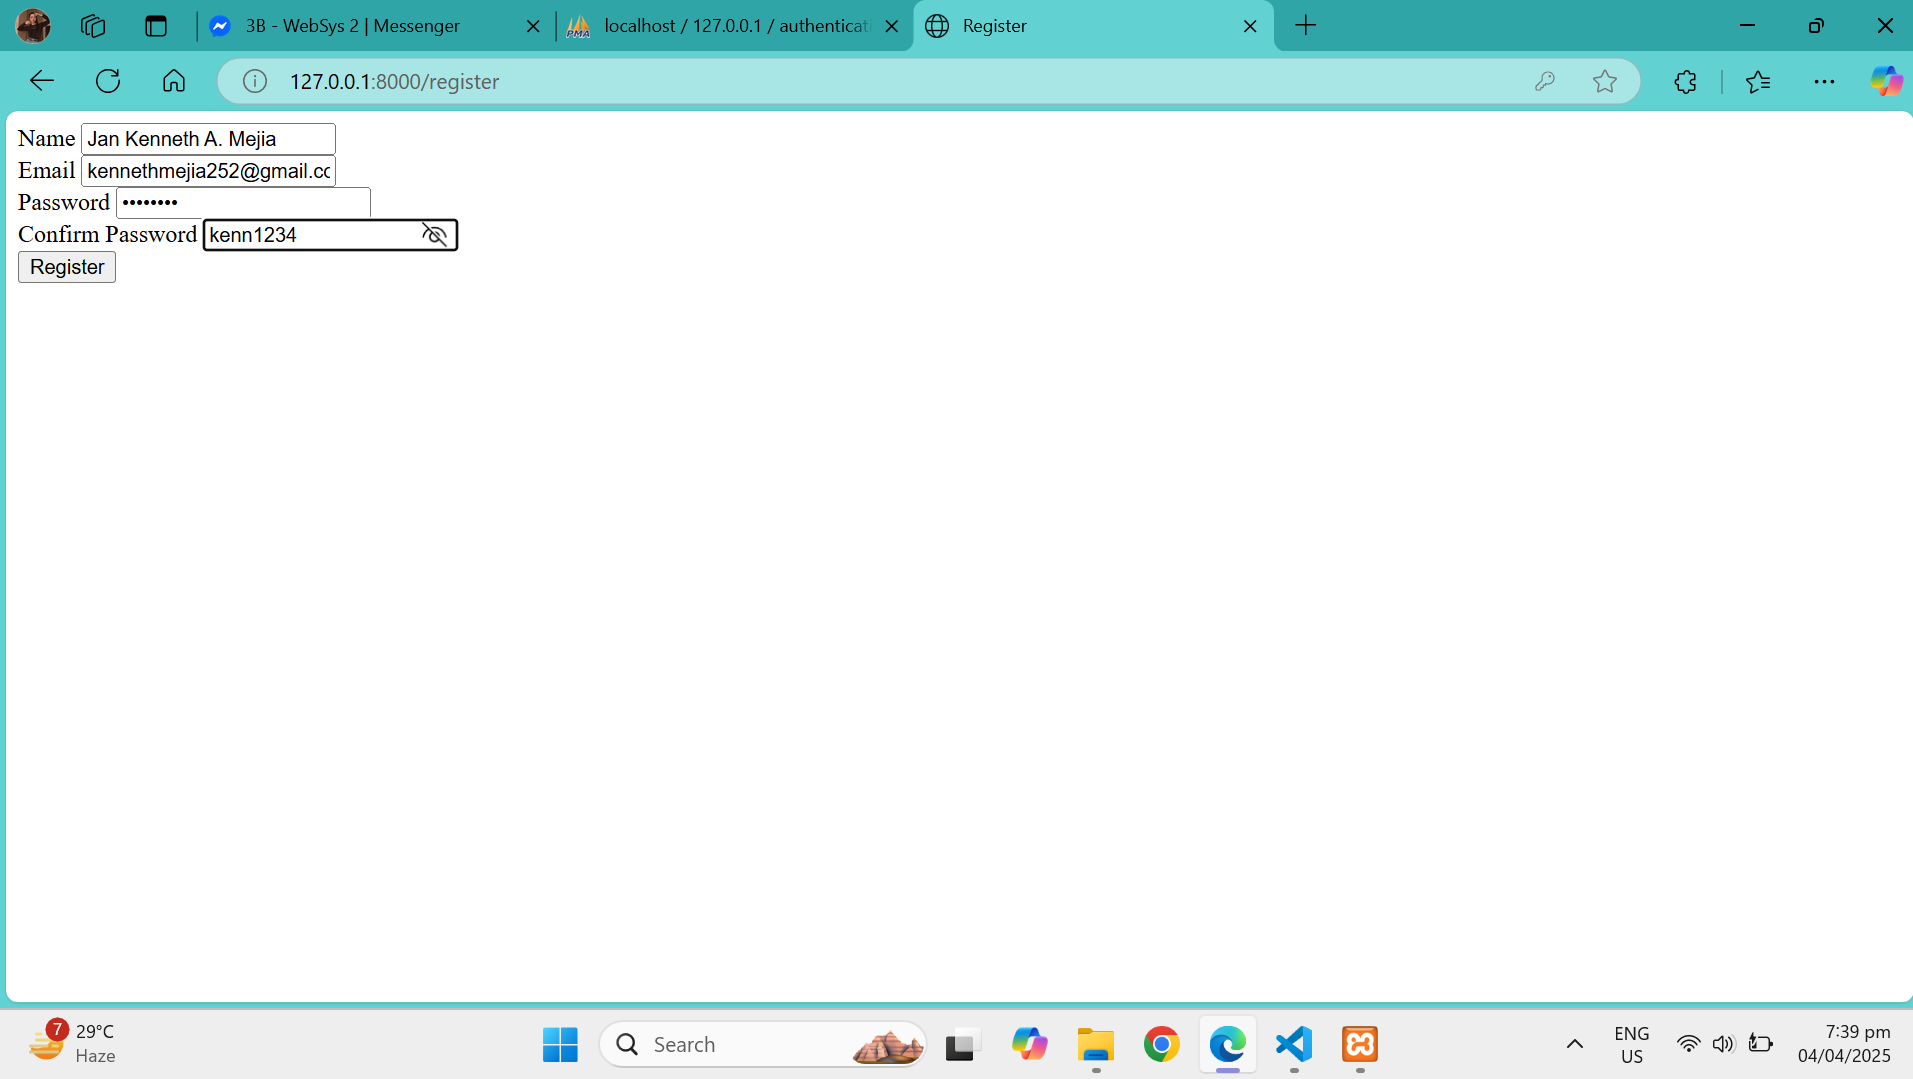 3B - WebSys 2 | Messenger
localhost / 127.0.0.1 / authenticat
Register
127.0.0.1:8000/register
Name Jan Kenneth A. Mejia
Email kennethmejia252@gmail.co
Password ••••••••
Confirm Password kenn1234
Register
7
29°C
Haze
Search
ENG
US
7:39 pm
04/04/2025
PMA